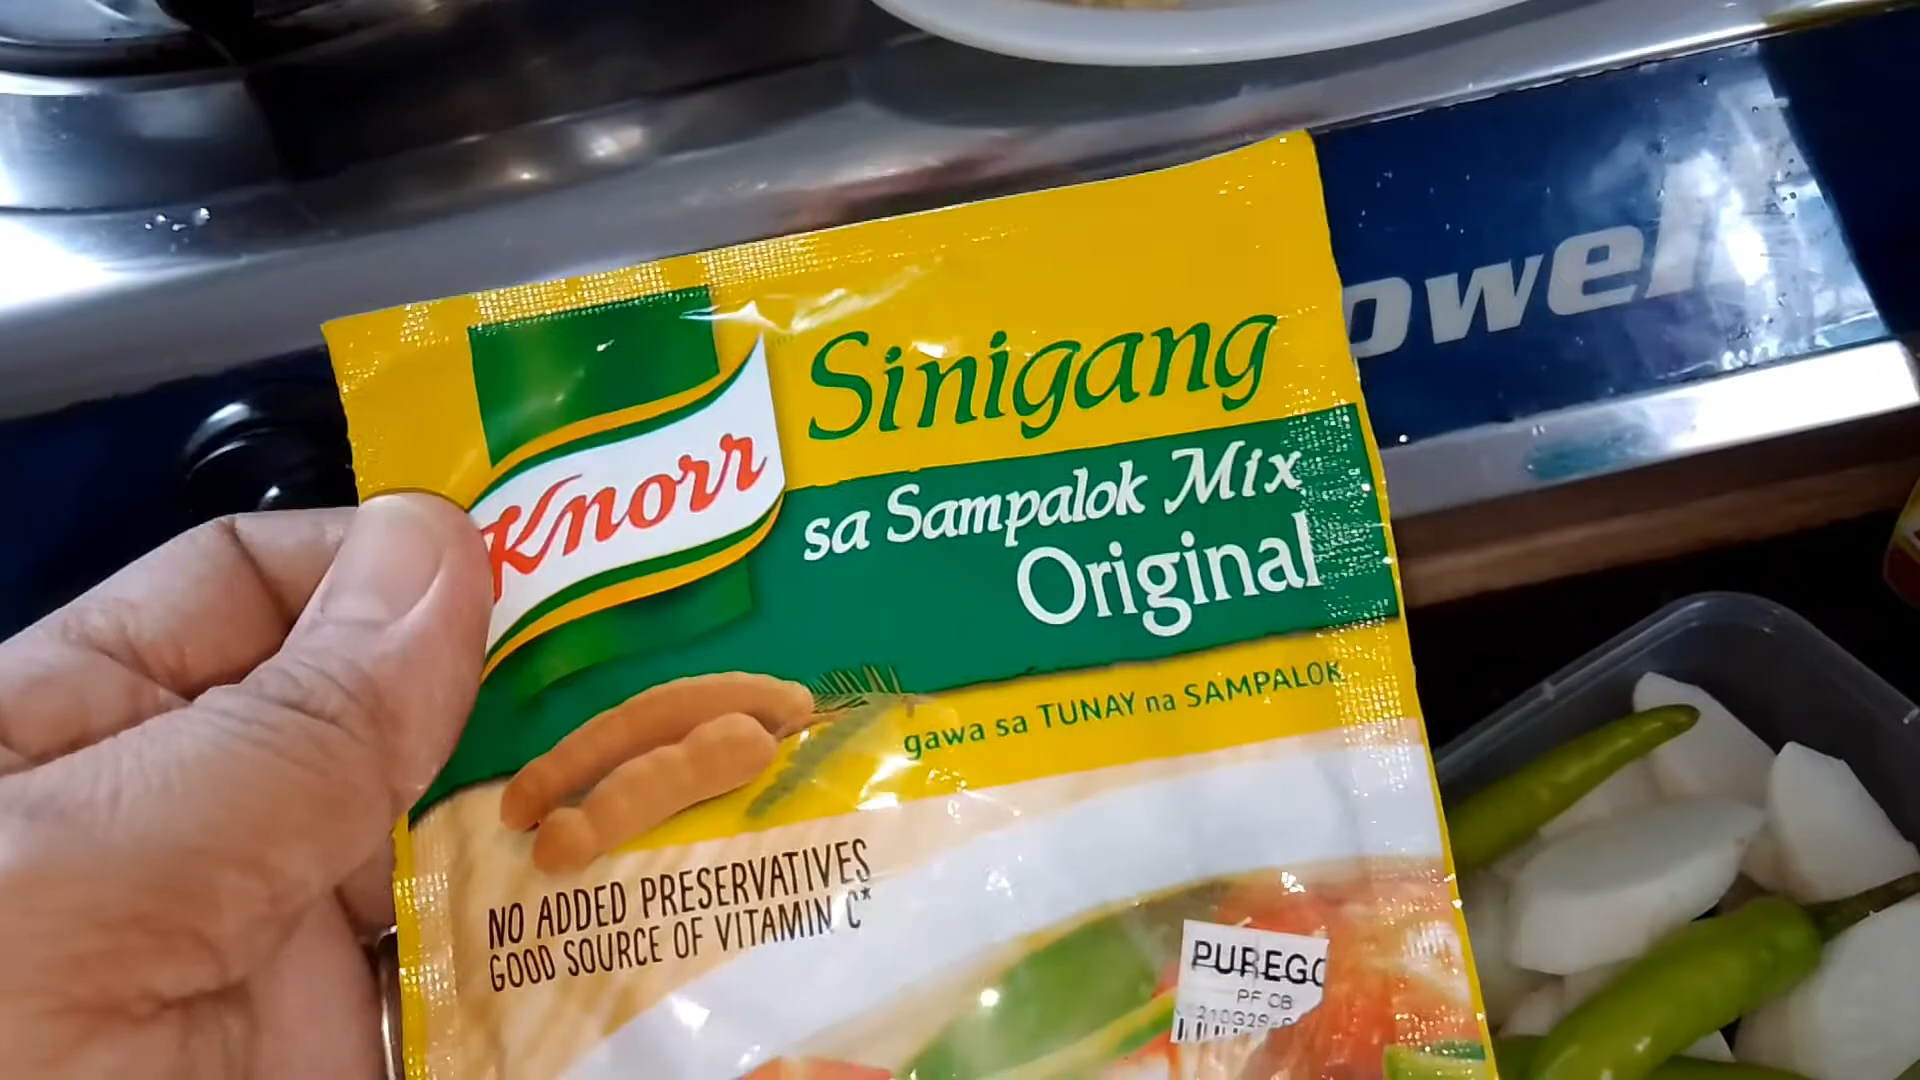 Knorr
Sinigang
sa Sampalok Mix
Original
gawa sa TUNAY na SAMPALOK
NO ADDED PRESERVATIVES
GOOD SOURCE OF VITAMIN C*
PUREGO
PF CB
owell